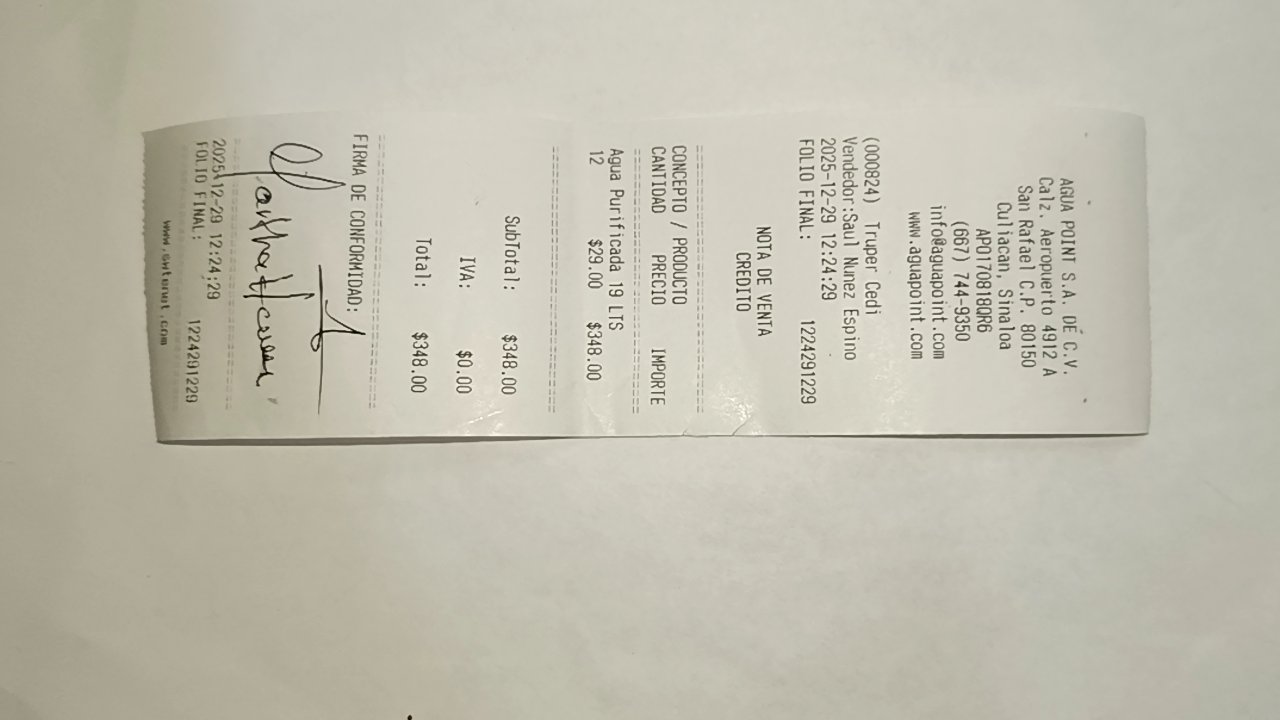 AGUA POINT S.A. DE C.V.
Calz. Aeropuerto 4912 A
San Rafael C.P. 80150
Culiacan, Sinaloa
APO170818QR6
(667) 744-9350
info@aguapoint.com
www.aguapoint.com
(000824) Truper Cedi
Vendedor:Saul Nunez Espino
2025-12-29 12:24:29
FOLIO FINAL: 1224291229
NOTA DE VENTA
CREDITO
CONCEPTO / PRODUCTO
CANTIDAD PRECIO IMPORTE
Agua Purificada 19 LTS
12 $29.00 $348.00
SubTotal: $348.00
IVA: $0.00
Total: $348.00
FIRMA DE CONFORMIDAD:
2025-12-29 12:24:29
FOLIO FINAL: 1224291229